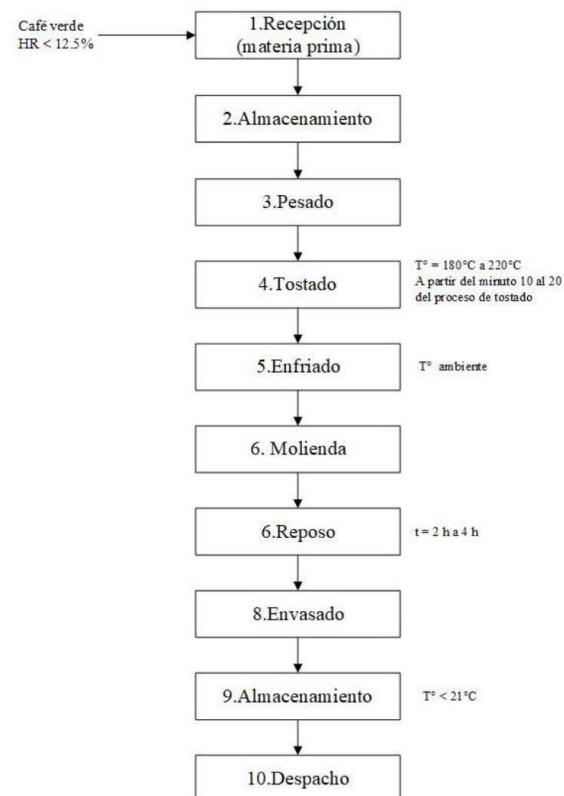 Café verde
HR < 12.5%
1.Recepción
(materia prima)
2.Almacenamiento
3.Pesado
4.Tostado
T° = 180°C a 220°C
A partir del minuto 10 al 20
del proceso de tostado
5.Enfriado
T° ambiente
6. Molienda
6.Reposo
t = 2 h a 4 h
8.Envasado
9.Almacenamiento
T° < 21°C
10.Despacho